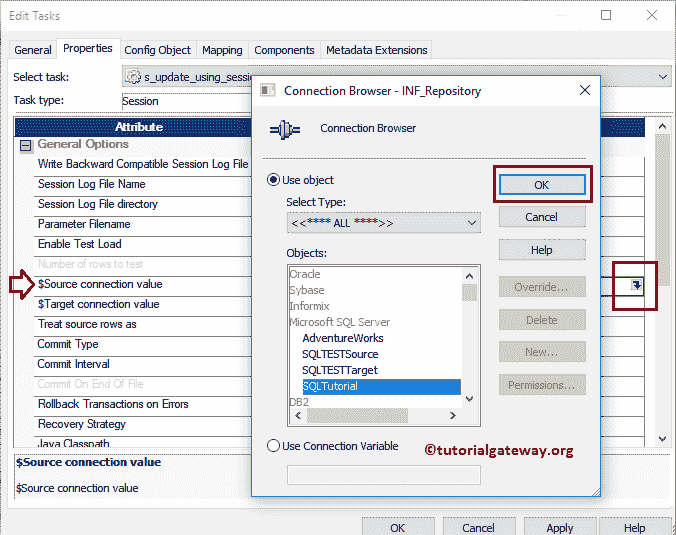 Edit Tasks
General Properties Config Object Mapping Components Metadata Extensions
Select task: s_update_using_sessi
Task type: Session
Attribute
General Options
Write Backward Compatible Session Log File
Session Log File Name
Session Log File directory
Parameter Filename
Enable Test Load
Number of rows to test
$Source connection value
$Target connection value
Treat source rows as
Commit Type
Commit Interval
Commit On End Of File
Rollback Transactions on Errors
Recovery Strategy
Java Classpath
$Source connection value
$Source connection value
OK Cancel Apply Help
Connection Browser - INF_Repository
Connection Browser
Use object
Select Type:
<<**** ALL ****>>
Objects:
Oracle
Sybase
Informix
Microsoft SQL Server
AdventureWorks
SQLTESTSource
SQLTESTTarget
SQLTutorial
DB2
Use Connection Variable
OK
Cancel
Help
Override...
Delete
New...
Permissions...
©tutorialgateway.org